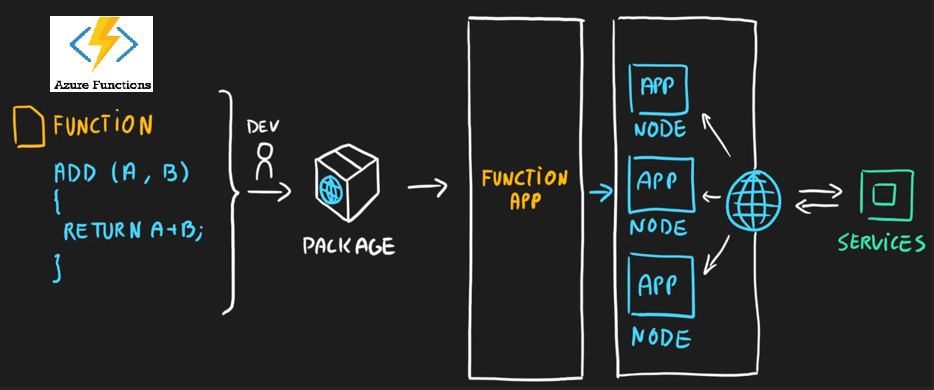 Azure Functions
FUNCTION
ADD (A, B)
{
RETURN A+B;
}
DEV
PACKAGE
FUNCTION
APP
APP
NODE
APP
NODE
APP
NODE
SERVICES